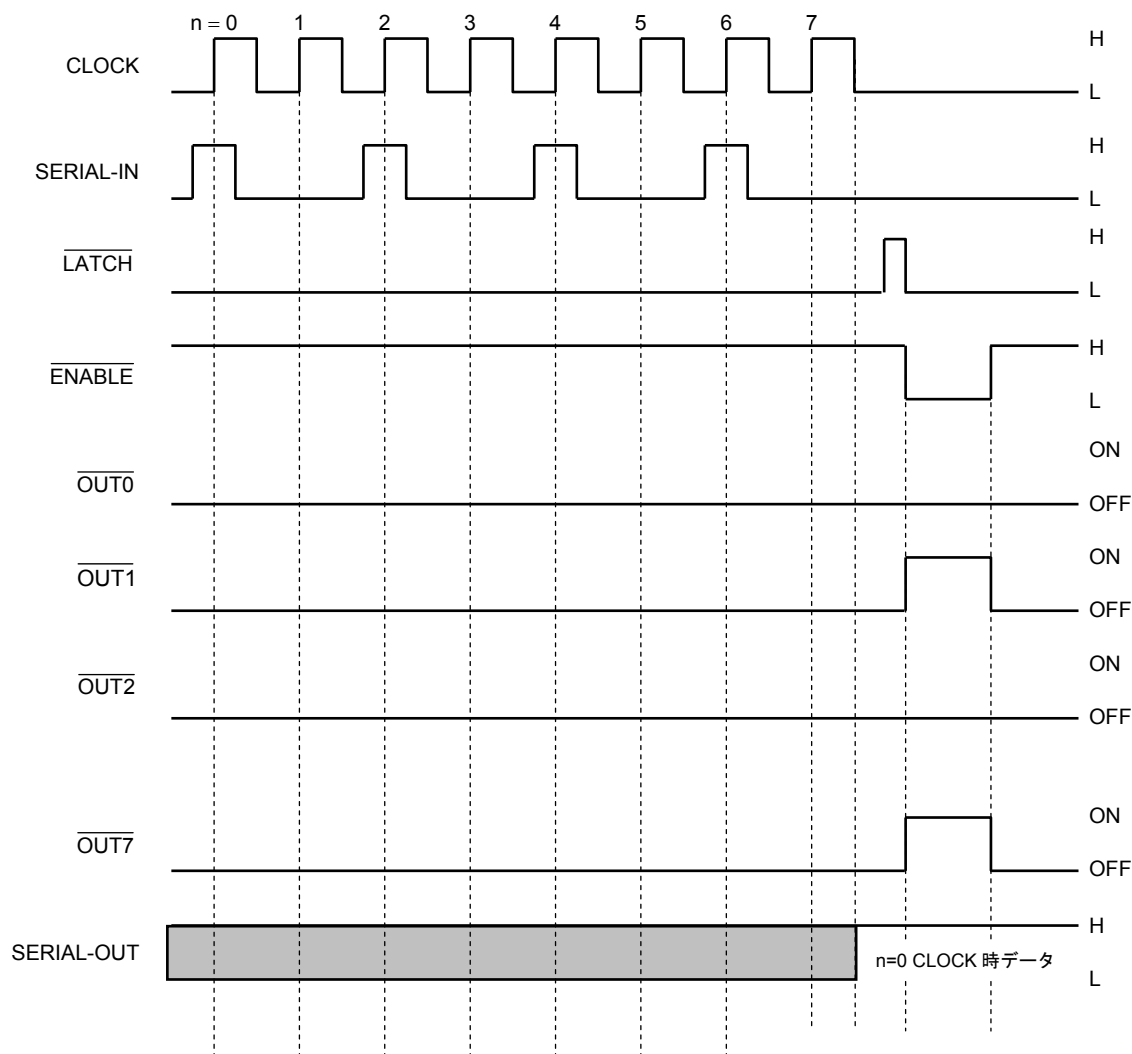 n = 0 1 2 3 4 5 6 7
CLOCK
H
L
SERIAL-IN
H
L
LATCH
H
L
ENABLE
H
L
OUT0
ON
OFF
OUT1
ON
OFF
OUT2
ON
OFF
OUT7
ON
OFF
SERIAL-OUT
H
n=0 CLOCK 時データ
L